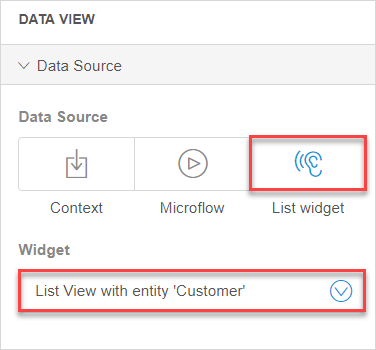 DATA VIEW
Data Source
Data Source
Context Microflow List widget
Widget
List View with entity 'Customer'